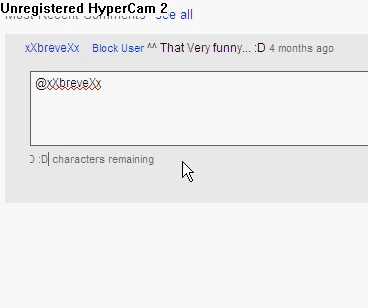 Unregistered HyperCam 2
Most Recent Comments see all
xXbreveXx Block User ^^ That Very funny... :D 4 months ago
@xXbreveXx
D :D characters remaining